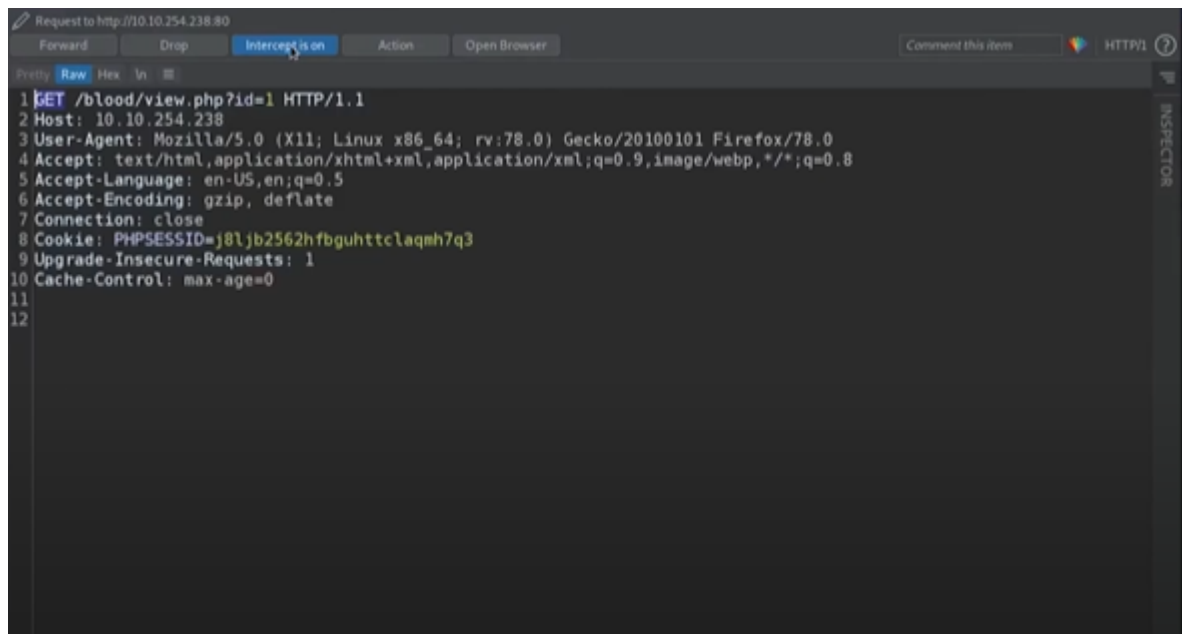 Request to http://10.10.254.238:80
Forward Drop Intercept is on Action Open Browser Comment this item HTTP/1 ?
Pretty Raw Hex \n
1 GET /blood/view.php?id=1 HTTP/1.1
2 Host: 10.10.254.238
3 User-Agent: Mozilla/5.0 (X11; Linux x86_64; rv:78.0) Gecko/20100101 Firefox/78.0
4 Accept: text/html,application/xhtml+xml,application/xml;q=0.9,image/webp,*/*;q=0.8
5 Accept-Language: en-US,en;q=0.5
6 Accept-Encoding: gzip, deflate
7 Connection: close
8 Cookie: PHPSESSID=j8ljb2562hfbguhttclaqmh7q3
9 Upgrade-Insecure-Requests: 1
10 Cache-Control: max-age=0
11
12
INSPECTOR